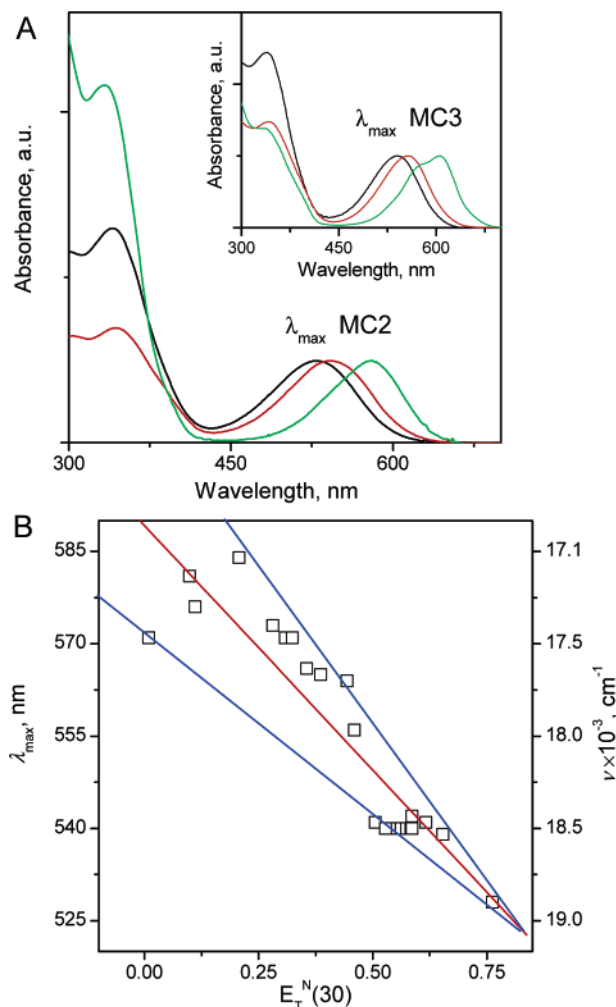 A
Absorbance, a.u.
λmax MC3
300 450 600
Wavelength, nm
Absorbance, a.u.
λmax MC2
300 450 600
Wavelength, nm
B
585
570
555
540
525
λmax, nm
17.1
17.5
18.0
18.5
19.0
ν×10⁻³, cm⁻¹
0.00 0.25 0.50 0.75
E_T^N(30)